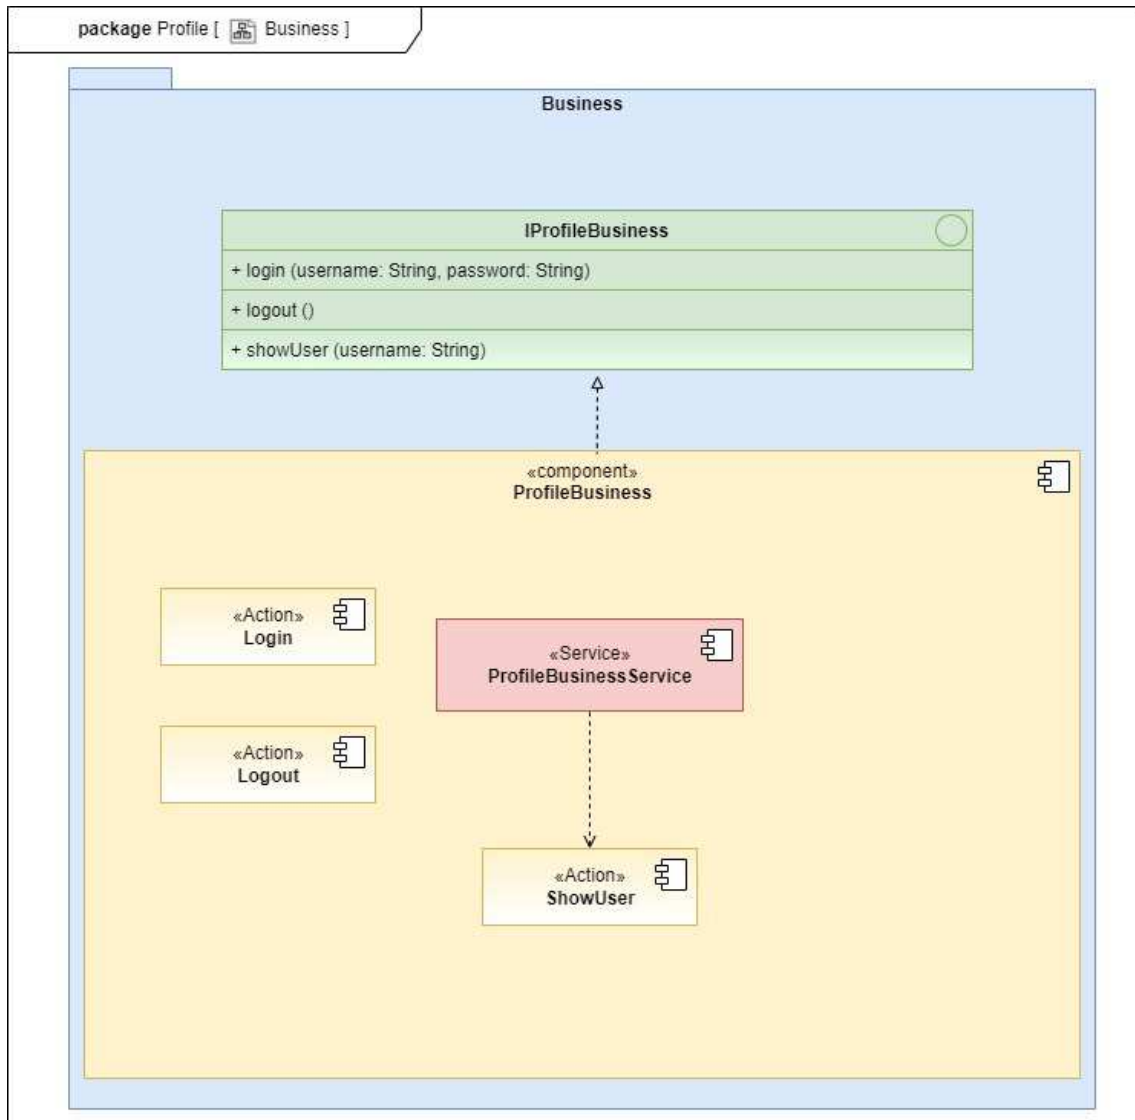 package Profile [ Business ]
Business
IProfileBusiness
+ login (username: String, password: String)
+ logout ()
+ showUser (username: String)
«component»
ProfileBusiness
«Action»
Login
«Service»
ProfileBusinessService
«Action»
Logout
«Action»
ShowUser